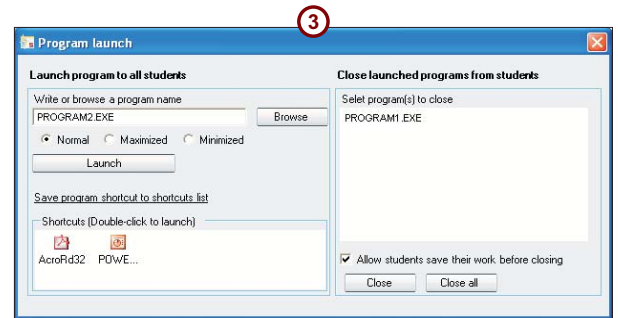 3
Program launch
Launch program to all students
Write or browse a program name
PROGRAM2.EXE
Browse
Normal
Maximized
Minimized
Launch
Save program shortcut to shortcuts list
Shortcuts (Double-click to launch)
AcroRd32
POWE...
Close launched programs from students
Selet program(s) to close
PROGRAM1.EXE
Allow students save their work before closing
Close
Close all